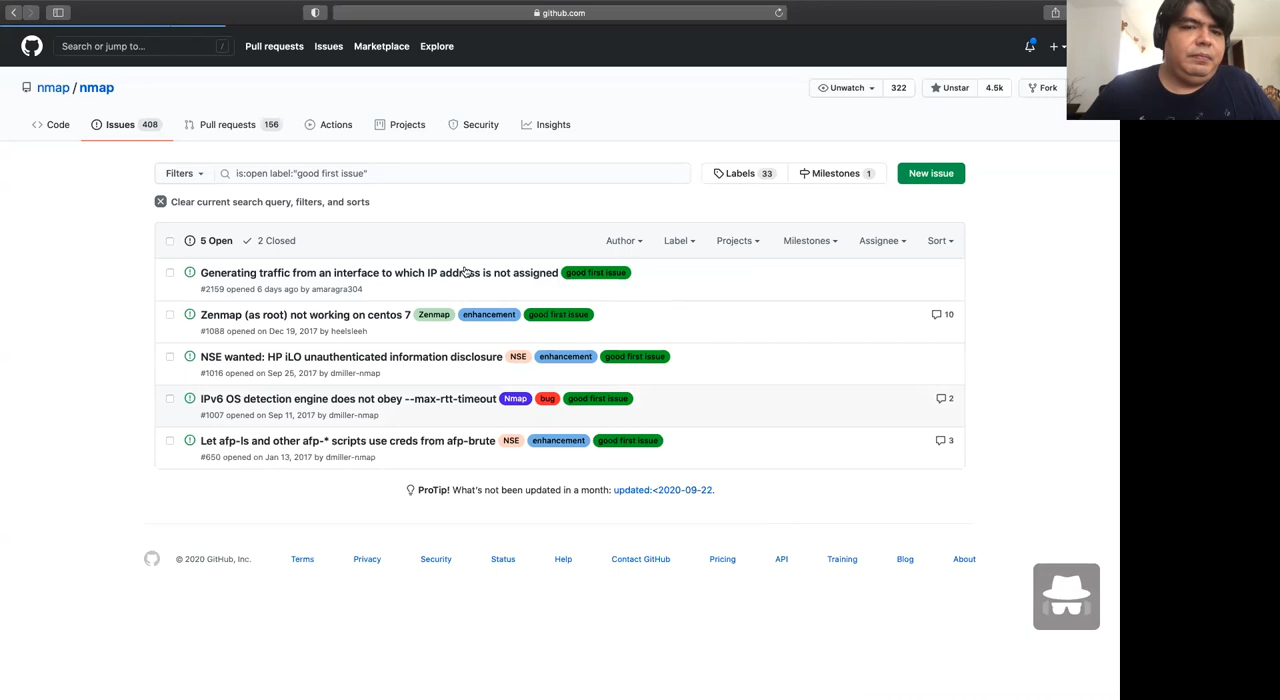 github.com
Search or jump to... /
Pull requests Issues Marketplace Explore
nmap / nmap
Unwatch 322 Unstar 4.5k Fork
Code Issues 408 Pull requests 156 Actions Projects Security Insights
Filters is:open label:"good first issue" Labels 33 Milestones 1 New issue
Clear current search query, filters, and sorts
5 Open 2 Closed Author Label Projects Milestones Assignee Sort
Generating traffic from an interface to which IP address is not assigned good first issue
#2159 opened 6 days ago by amaragra304
Zenmap (as root) not working on centos 7 Zenmap enhancement good first issue 10
#1088 opened on Dec 19, 2017 by heelsleeh
NSE wanted: HP iLO unauthenticated information disclosure NSE enhancement good first issue
#1016 opened on Sep 25, 2017 by dmiller-nmap
IPv6 OS detection engine does not obey --max-rtt-timeout Nmap bug good first issue 2
#1007 opened on Sep 11, 2017 by dmiller-nmap
Let afp-ls and other afp-* scripts use creds from afp-brute NSE enhancement good first issue 3
#650 opened on Jan 13, 2017 by dmiller-nmap
ProTip! What's not been updated in a month: updated:<2020-09-22.
© 2020 GitHub, Inc. Terms Privacy Security Status Help Contact GitHub Pricing API Training Blog About